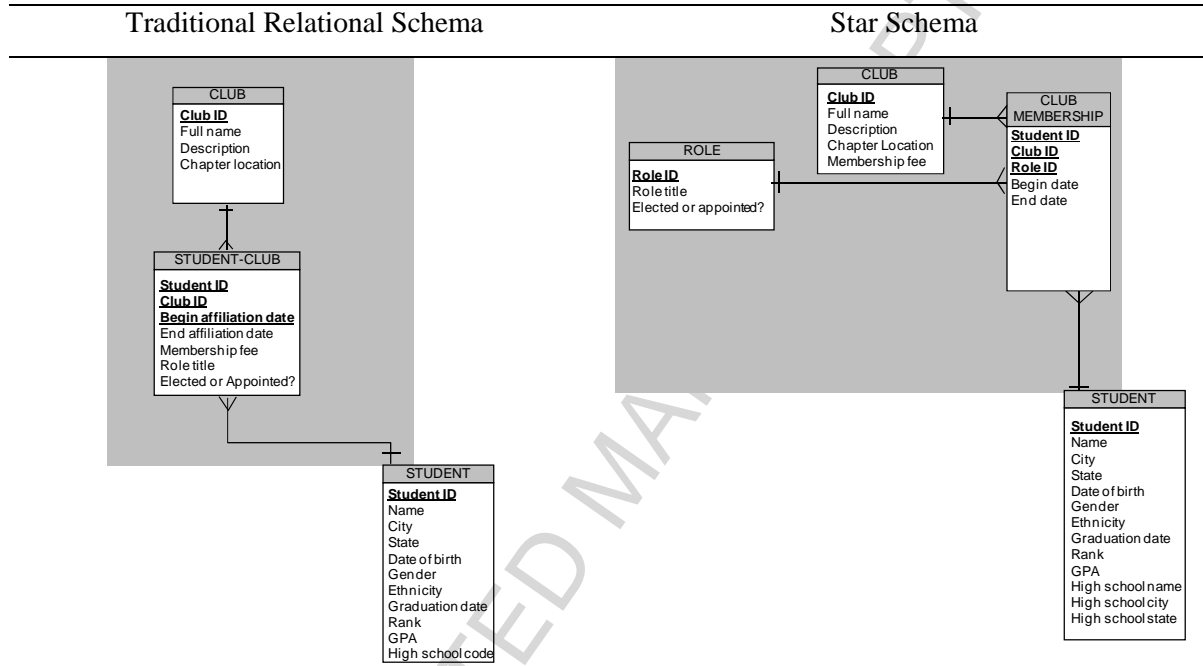 Traditional Relational Schema
Star Schema
CLUB
Club ID
Full name
Description
Chapter location
STUDENT-CLUB
Student ID
Club ID
Begin affiliation date
End affiliation date
Membership fee
Role title
Elected or Appointed?
STUDENT
Student ID
Name
City
State
Date of birth
Gender
Ethnicity
Graduation date
Rank
GPA
High school code
CLUB
Club ID
Full name
Description
Chapter Location
Membership fee
ROLE
Role ID
Role title
Elected or appointed?
CLUB
MEMBERSHIP
Student ID
Club ID
Role ID
Begin date
End date
STUDENT
Student ID
Name
City
State
Date of birth
Gender
Ethnicity
Graduation date
Rank
GPA
High school name
High school city
High school state